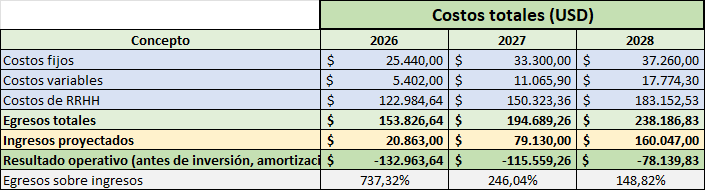 Costos totales (USD)
Concepto 2026 2027 2028
Costos fijos $ 25.440,00 $ 33.300,00 $ 37.260,00
Costos variables $ 5.402,00 $ 11.065,90 $ 17.774,30
Costos de RRHH $ 122.984,64 $ 150.323,36 $ 183.152,53
Egresos totales $ 153.826,64 $ 194.689,26 $ 238.186,83
Ingresos proyectados $ 20.863,00 $ 79.130,00 $ 160.047,00
Resultado operativo (antes de inversión, amortizaci $ -132.963,64 $ -115.559,26 $ -78.139,83
Egresos sobre ingresos 737,32% 246,04% 148,82%